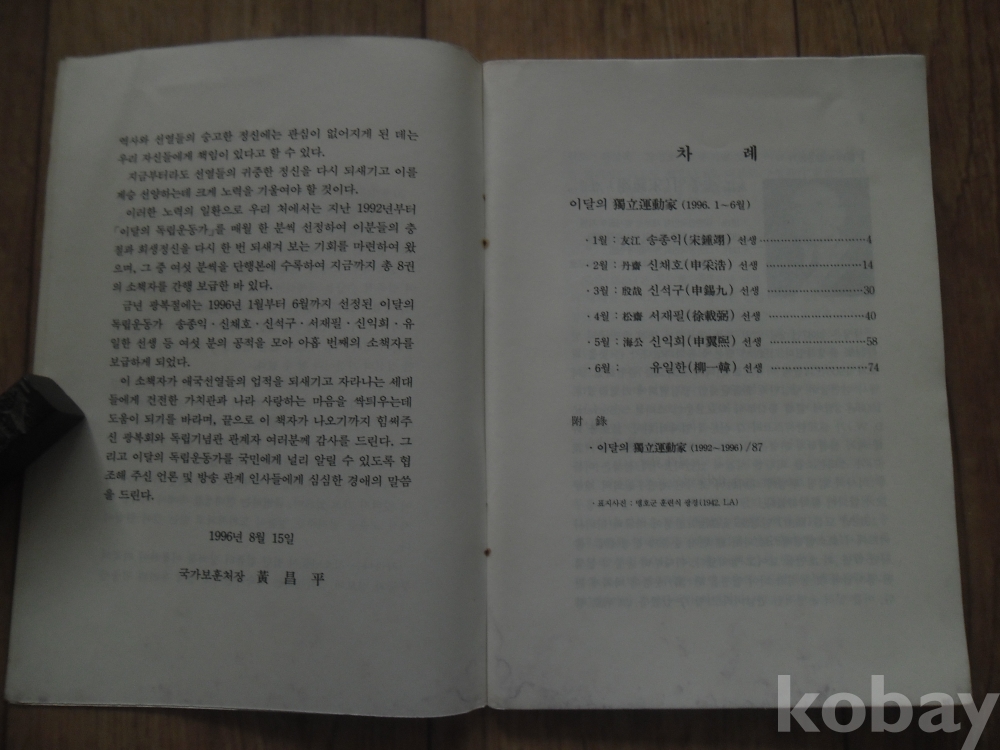 역사와 선열들의 숭고한 정신에는 관심이 없어지게 된 데는
우리 자신들에게 책임이 있다고 할 수 있다.
지금부터라도 선열들의 귀중한 정신을 다시 되새기고 이를
계승 선양하는데 크게 노력을 기울여야 할 것이다.
이러한 노력의 일환으로 우리 처에서는 지난 1992년부터
『이달의 독립운동가』를 매월 한 분씩 선정하여 이분들의 충
절과 희생정신을 다시 한 번 되새겨 보는 기회를 마련하여 왔
으며, 그 중 여섯 분씩을 단행본에 수록하여 지금까지 총 8권
의 소책자를 간행 보급한 바 있다.
금년 광복절에는 1996년 1월부터 6월까지 선정된 이달의
독립운동가 송종익·신채호·신석구·서재필·신익희·유
일한 선생 등 여섯 분의 공적을 모아 아홉 번째의 소책자를
보급하게 되었다.
이 소책자가 애국선열들의 업적을 되새기고 자라나는 세대
들에게 건전한 가치관과 나라 사랑하는 마음을 싹틔우는데
도움이 되기를 바라며, 끝으로 이 책자가 나오기까지 힘써주
신 광복회와 독립기념관 관계자 여러분께 감사를 드린다. 그
리고 이달의 독립운동가를 국민에게 널리 알릴 수 있도록 협
조해 주신 언론 및 방송 관계 인사들에게 심심한 경애의 말씀
을 드린다.
1996년 8월 15일
국가보훈처장 黃昌平
차 례
이달의 獨立運動家 (1996. 1~6월)
·1월 : 友江 송종익(宋鍾翊) 선생 ……………… 4
·2월 : 丹齋 신채호(申采浩) 선생 ……………… 14
·3월 : 殷哉 신석구(申錫九) 선생 ……………… 30
·4월 : 松齋 서재필(徐載弼) 선생 ……………… 40
·5월 : 海公 신익희(申翼熙) 선생 ……………… 58
·6월 : 유일한(柳一韓) 선생 ……………… 74
附 錄
·이달의 獨立運動家 (1992~1996) / 87
·표지사진 : 맹호군 훈련식 광경(1942, LA)
kobay